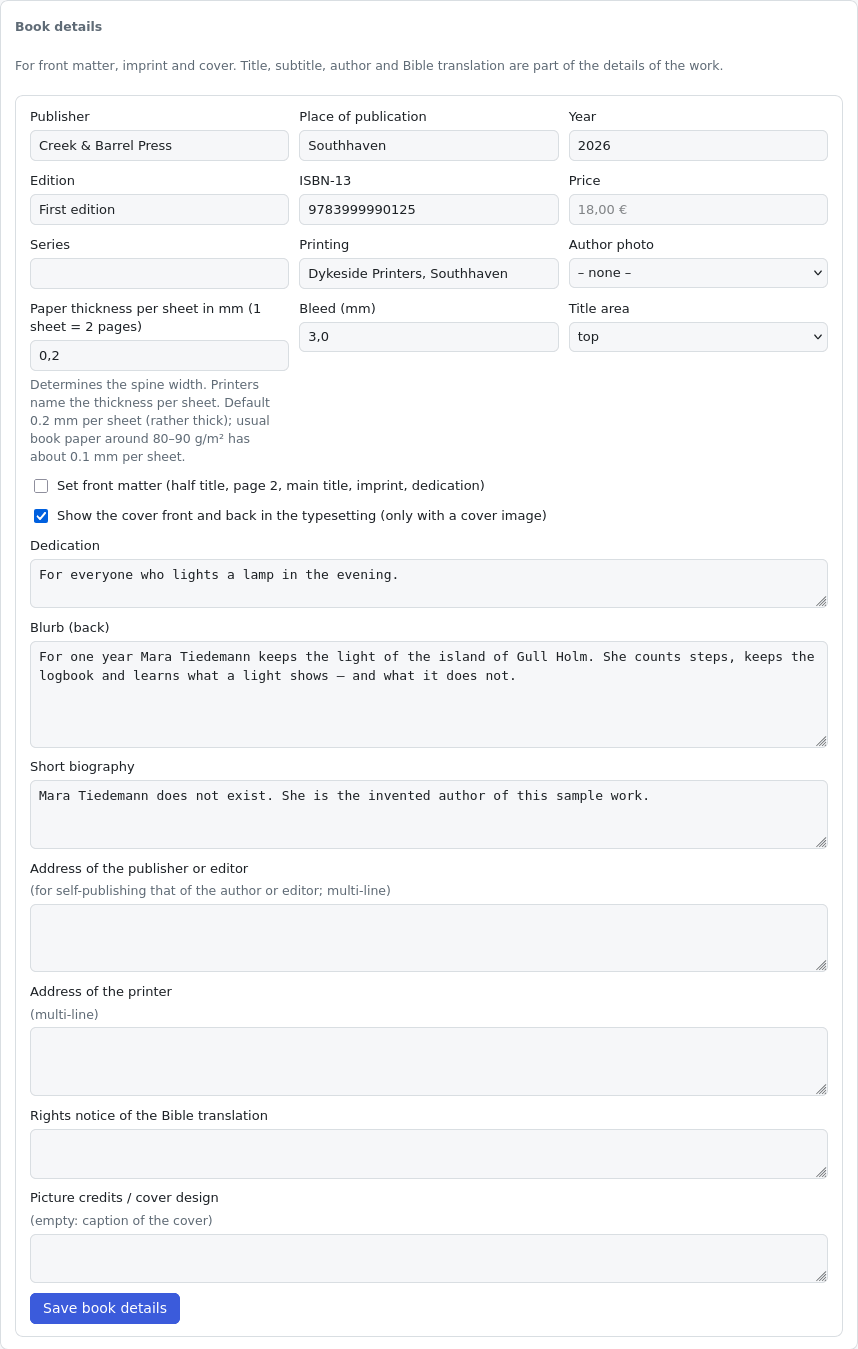 Book details
For front matter, imprint and cover. Title, subtitle, author and Bible translation are part of the details of the work.
Publisher
Place of publication
Year
Creek & Barrel Press
Southhaven
2026
Edition
ISBN-13
Price
First edition
9783999990125
18,00 €
Series
Printing
Author photo
Dykeside Printers, Southhaven
– none –
Paper thickness per sheet in mm (1
sheet = 2 pages)
Bleed (mm)
Title area
0,2
3,0
top
Determines the spine width. Printers
name the thickness per sheet. Default
0.2 mm per sheet (rather thick); usual
book paper around 80–90 g/m² has
about 0.1 mm per sheet.
Set front matter (half title, page 2, main title, imprint, dedication)
Show the cover front and back in the typesetting (only with a cover image)
Dedication
For everyone who lights a lamp in the evening.
Blurb (back)
For one year Mara Tiedemann keeps the light of the island of Gull Holm. She counts steps, keeps the
logbook and learns what a light shows — and what it does not.
Short biography
Mara Tiedemann does not exist. She is the invented author of this sample work.
Address of the publisher or editor
(for self-publishing that of the author or editor; multi-line)
Address of the printer
(multi-line)
Rights notice of the Bible translation
Picture credits / cover design
(empty: caption of the cover)
Save book details